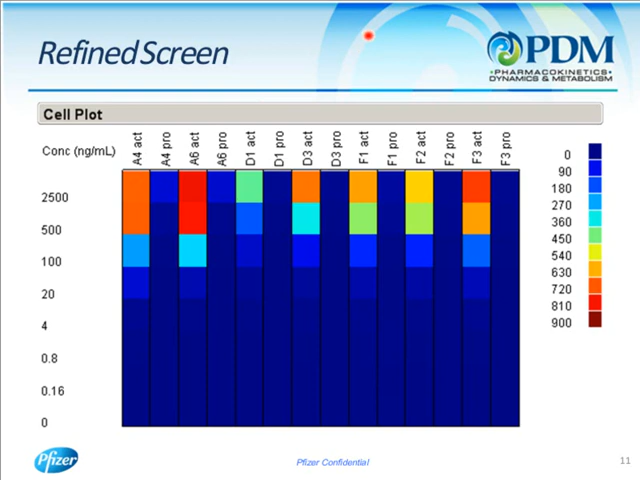 Refined Screen
PDM
PHARMACOKINETICS
DYNAMICS & METABOLISM
Cell Plot
Conc (ng/mL)
A4 act
A4 pro
A6 act
A6 pro
D1 act
D1 pro
D3 act
D3 pro
F1 act
F1 pro
F2 act
F2 pro
F3 act
F3 pro
2500
500
100
20
4
0.8
0.16
0
0
90
180
270
360
450
540
630
720
810
900
Pfizer
Pfizer Confidential
11